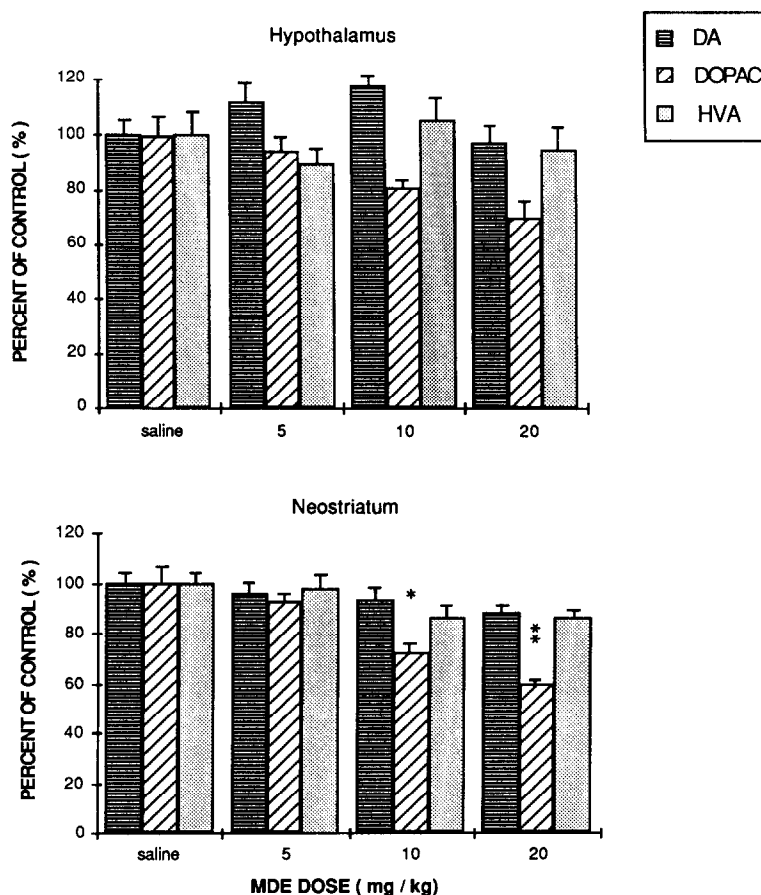 Hypothalamus
DA
DOPAC
HVA
PERCENT OF CONTROL ( % )
120
100
80
60
40
20
0
saline
5
10
20
Neostriatum
PERCENT OF CONTROL ( % )
120
100
80
60
40
20
0
*
**
saline
5
10
20
MDE DOSE ( mg / kg )